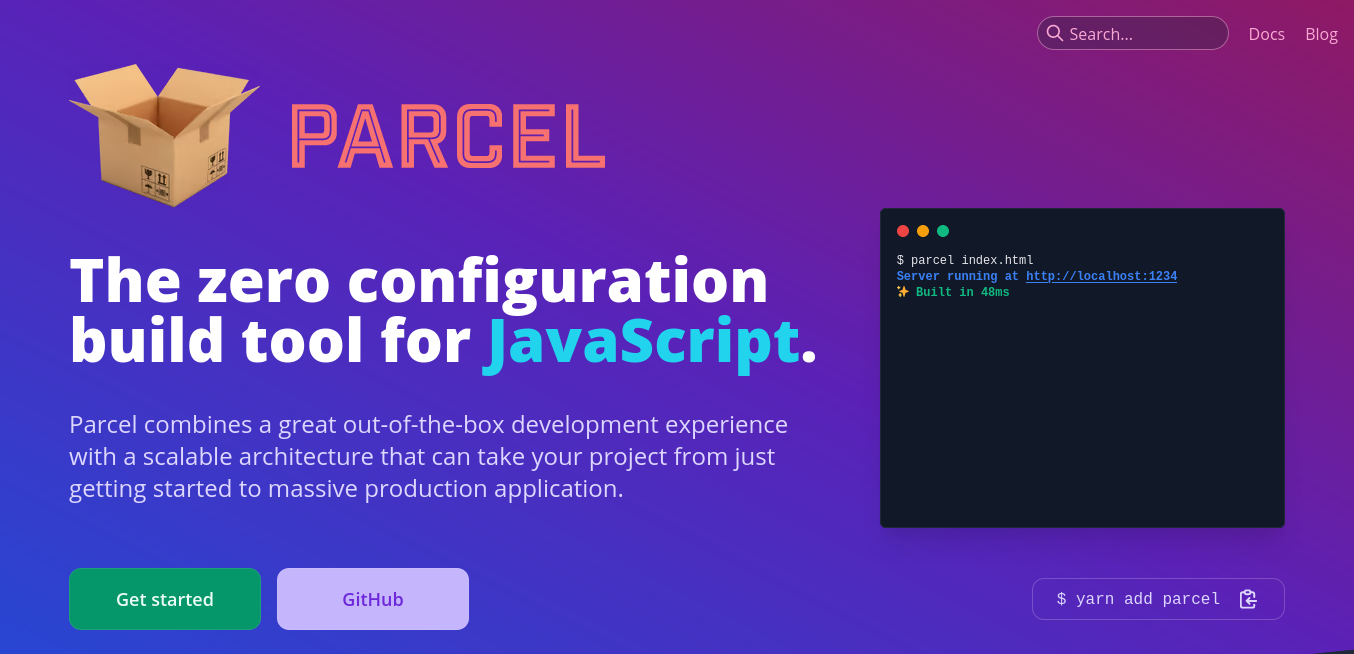 Search...
Docs
Blog
PARCEL
The zero configuration
build tool for JavaScript.
Parcel combines a great out-of-the-box development experience
with a scalable architecture that can take your project from just
getting started to massive production application.
Get started
GitHub
$ parcel index.html
Server running at http://localhost:1234
✨ Built in 48ms
$ yarn add parcel